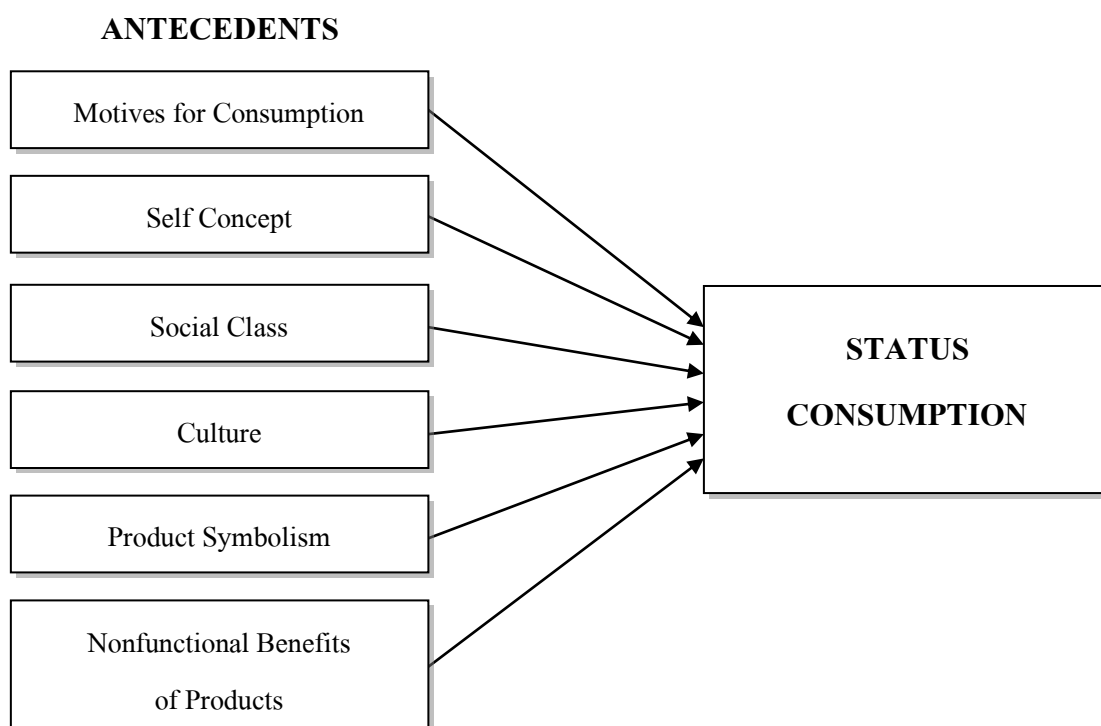 ANTECEDENTS
Motives for Consumption
Self Concept
Social Class
Culture
Product Symbolism
Nonfunctional Benefits
of Products
STATUS
CONSUMPTION